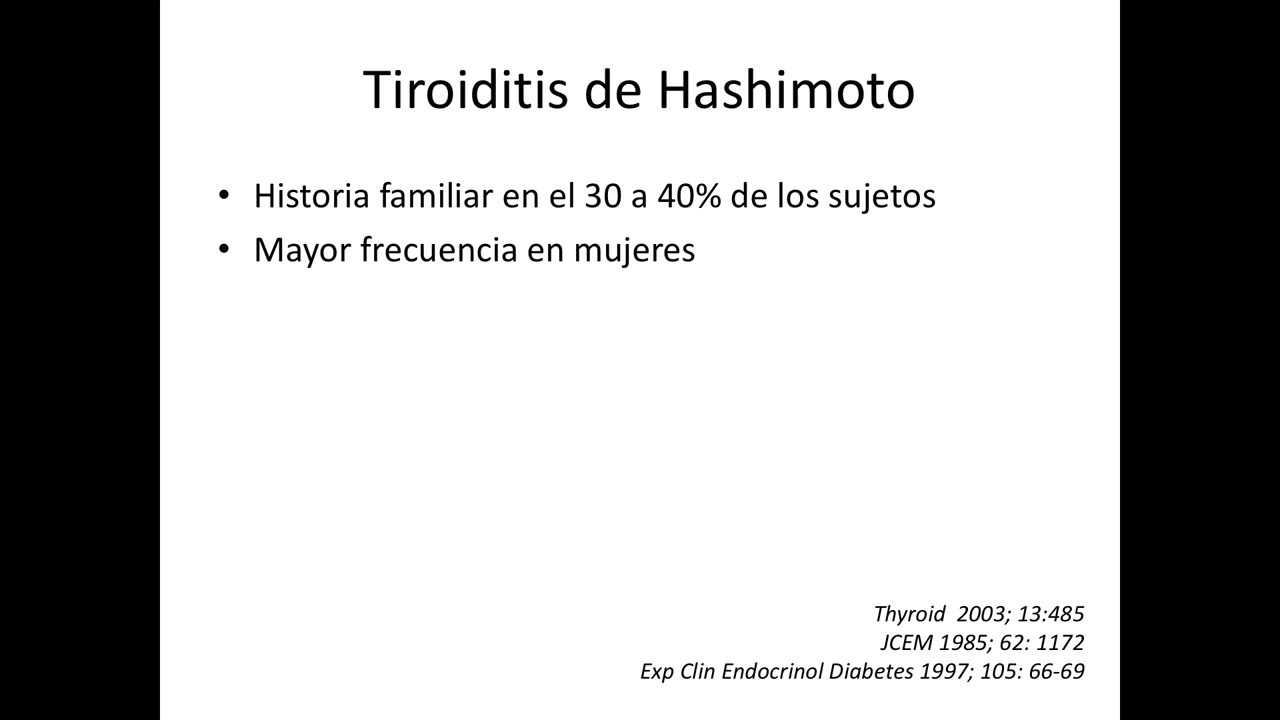 Tiroiditis de Hashimoto
• Historia familiar en el 30 a 40% de los sujetos
• Mayor frecuencia en mujeres
Thyroid  2003; 13:485
JCEM 1985; 62: 1172
Exp Clin Endocrinol Diabetes 1997; 105: 66-69